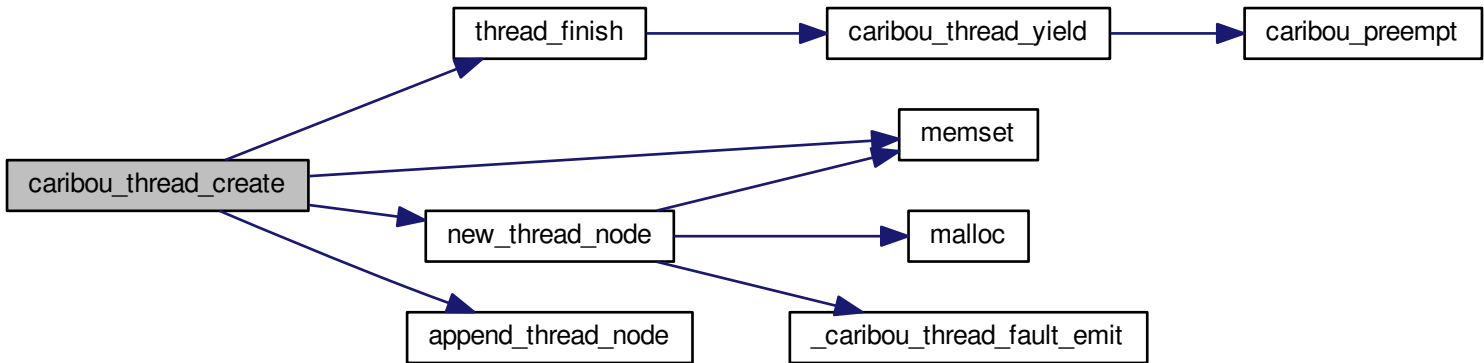 thread_finish
caribou_thread_yield
caribou_preempt
memset
caribou_thread_create
new_thread_node
malloc
append_thread_node
_caribou_thread_fault_emit